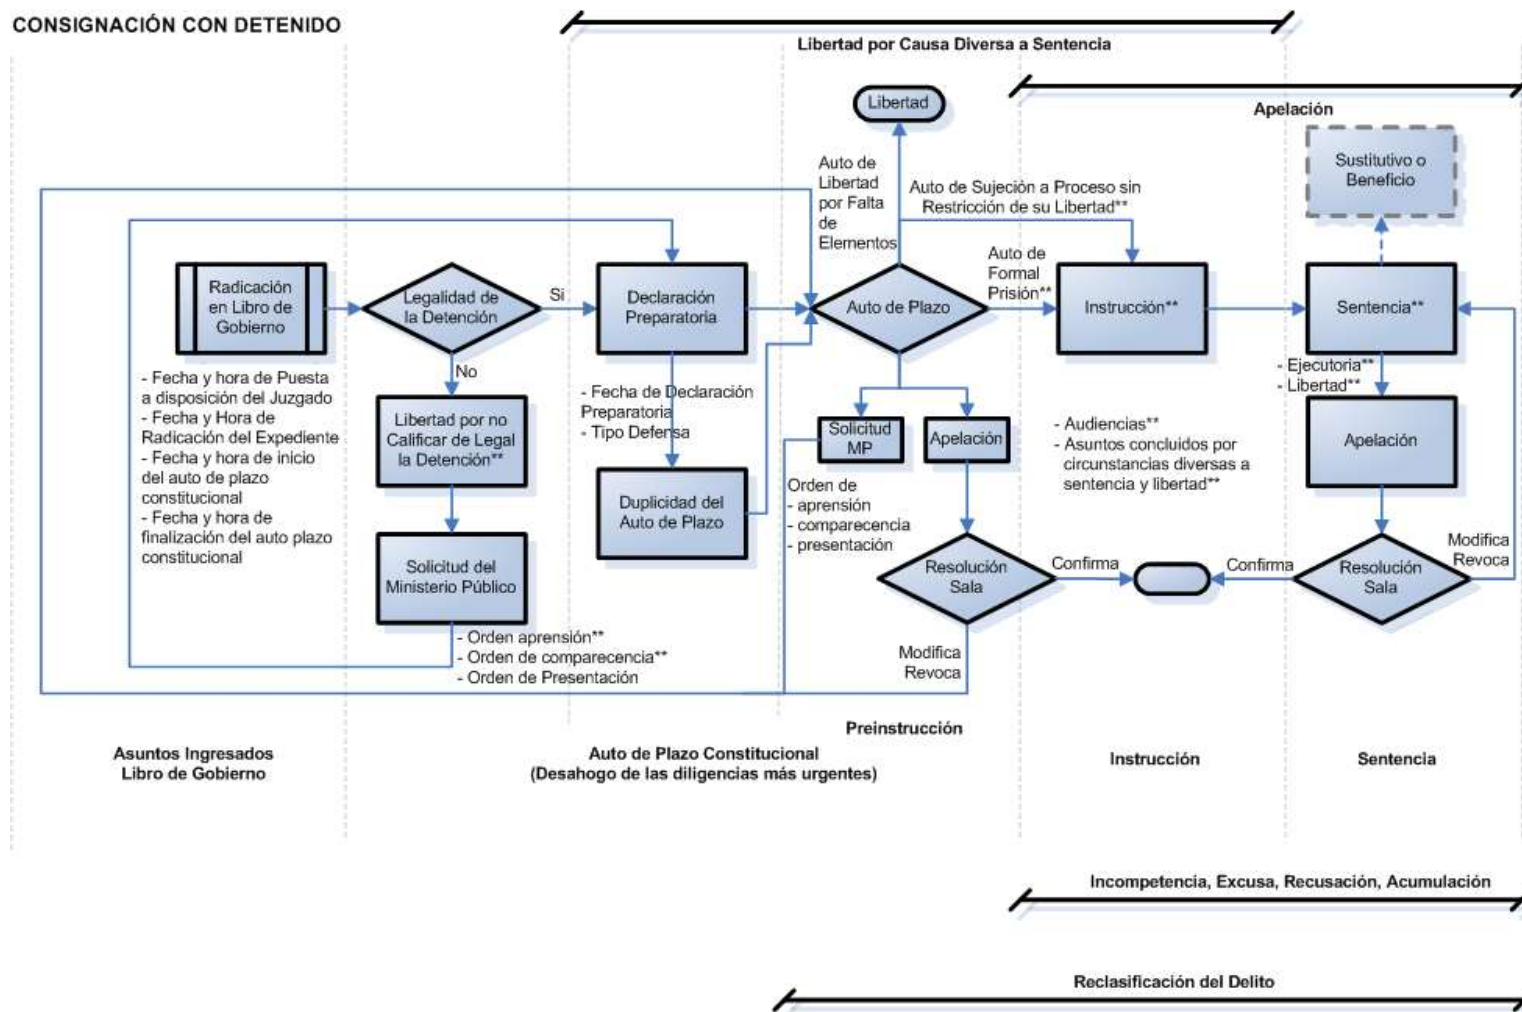 CONSIGNACIÓN CON DETENIDO
Libertad por Causa Diversa a Sentencia
Apelación
Libertad
Auto de
Libertad
por Falta
de
Elementos
Auto de Sujeción a Proceso sin
Restricción de su Libertad**
Sustitutivo o
Beneficio
Radicación
en Libro de
Gobierno
Legalidad de
la Detención
Si
No
Declaración
Preparatoria
Auto de Plazo
Auto de
Formal
Prisión**
Instrucción**
Sentencia**
- Fecha y hora de Puesta
a disposición del Juzgado
- Fecha y Hora de
Radicación del Expediente
- Fecha y hora de inicio
del auto de plazo
constitucional
- Fecha y hora de
finalización del auto plazo
constitucional
Libertad por no
Calificar de Legal
la Detención**
- Fecha de Declaración
Preparatoria
- Tipo Defensa
Duplicidad del
Auto de Plazo
Solicitud
MP
Apelación
Orden de
- aprensión
- comparecencia
- presentación
- Audiencias**
- Asuntos concluidos por
circunstancias diversas a
sentencia y libertad**
- Ejecutoria**
- Libertad**
Apelación
Solicitud del
Ministerio Público
- Orden aprensión**
- Orden de comparecencia**
- Orden de Presentación
Resolución
Sala
Confirma
Confirma
Resolución
Sala
Modifica
Revoca
Modifica
Revoca
Preinstrucción
Asuntos Ingresados
Libro de Gobierno
Auto de Plazo Constitucional
(Desahogo de las diligencias más urgentes)
Instrucción
Sentencia
Incompetencia, Excusa, Recusación, Acumulación
Reclasificación del Delito